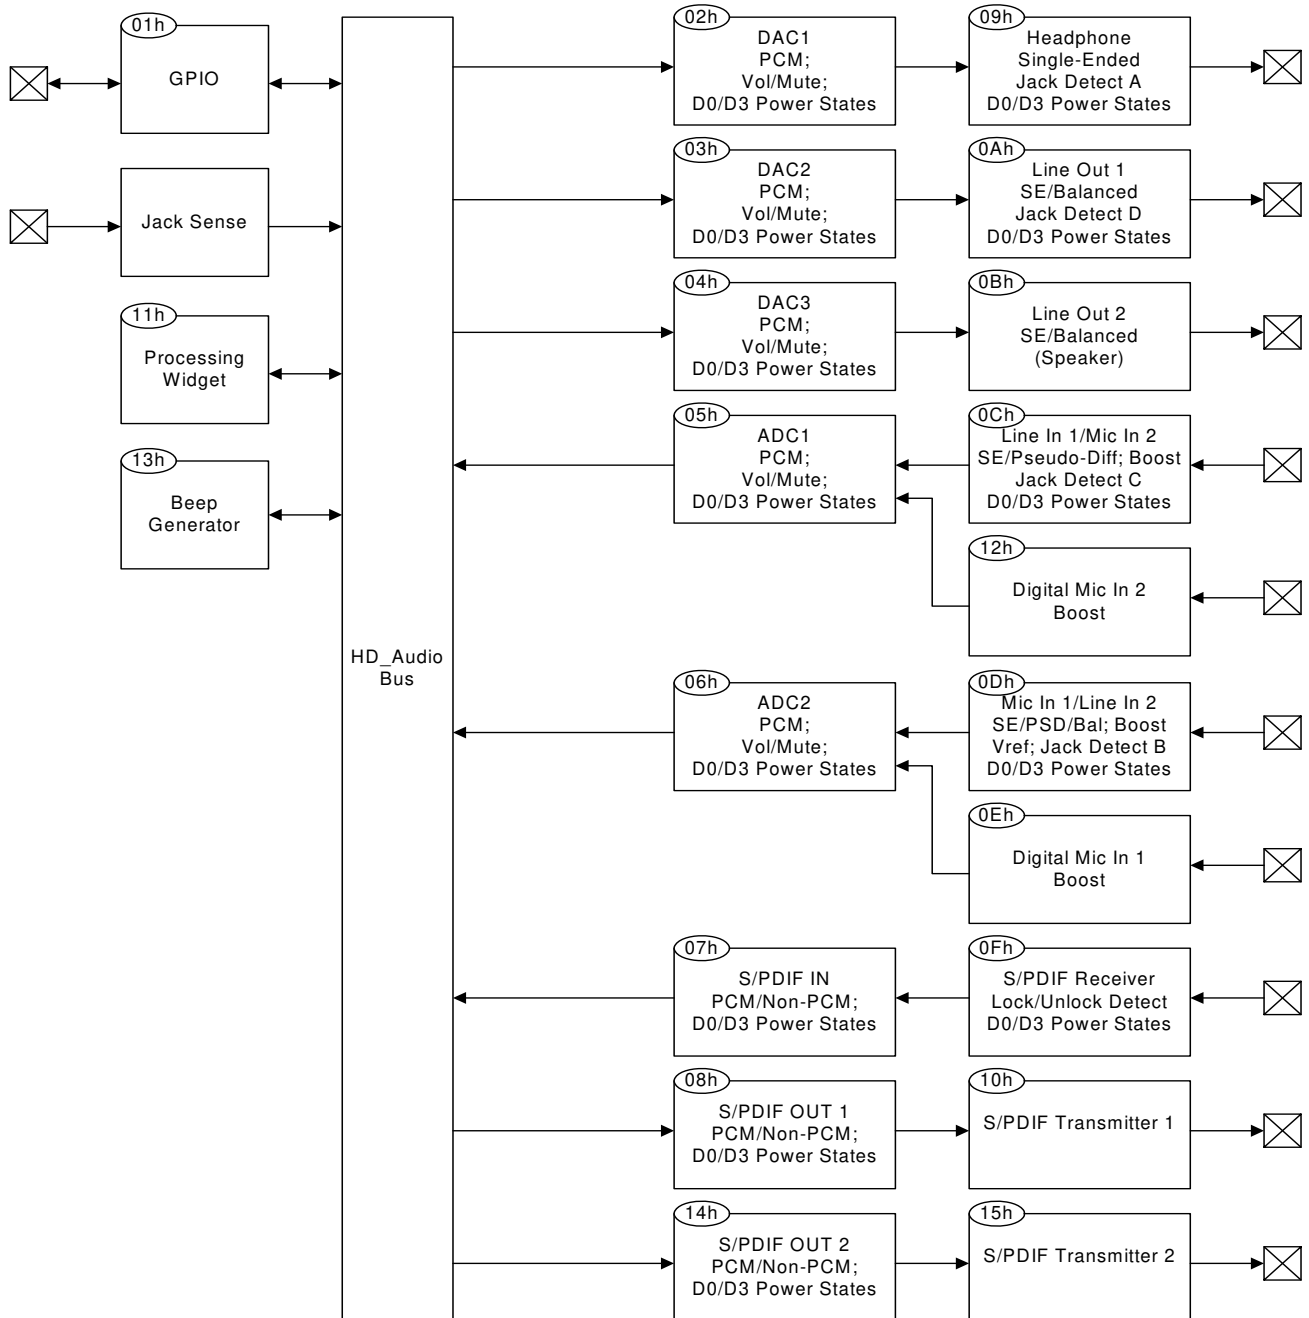 01h
GPIO
Jack Sense
11h
Processing
Widget
13h
Beep
Generator
HD_Audio
Bus
02h
DAC1
PCM;
Vol/Mute;
D0/D3 Power States
09h
Headphone
Single-Ended
Jack Detect A
D0/D3 Power States
03h
DAC2
PCM;
Vol/Mute;
D0/D3 Power States
0Ah
Line Out 1
SE/Balanced
Jack Detect D
D0/D3 Power States
04h
DAC3
PCM;
Vol/Mute;
D0/D3 Power States
0Bh
Line Out 2
SE/Balanced
(Speaker)
05h
ADC1
PCM;
Vol/Mute;
D0/D3 Power States
0Ch
Line In 1/Mic In 2
SE/Pseudo-Diff; Boost
Jack Detect C
D0/D3 Power States
12h
Digital Mic In 2
Boost
06h
ADC2
PCM;
Vol/Mute;
D0/D3 Power States
0Dh
Mic In 1/Line In 2
SE/PSD/Bal; Boost
Vref; Jack Detect B
D0/D3 Power States
0Eh
Digital Mic In 1
Boost
07h
S/PDIF IN
PCM/Non-PCM;
D0/D3 Power States
0Fh
S/PDIF Receiver
Lock/Unlock Detect
D0/D3 Power States
08h
S/PDIF OUT 1
PCM/Non-PCM;
D0/D3 Power States
10h
S/PDIF Transmitter 1
14h
S/PDIF OUT 2
PCM/Non-PCM;
D0/D3 Power States
15h
S/PDIF Transmitter 2